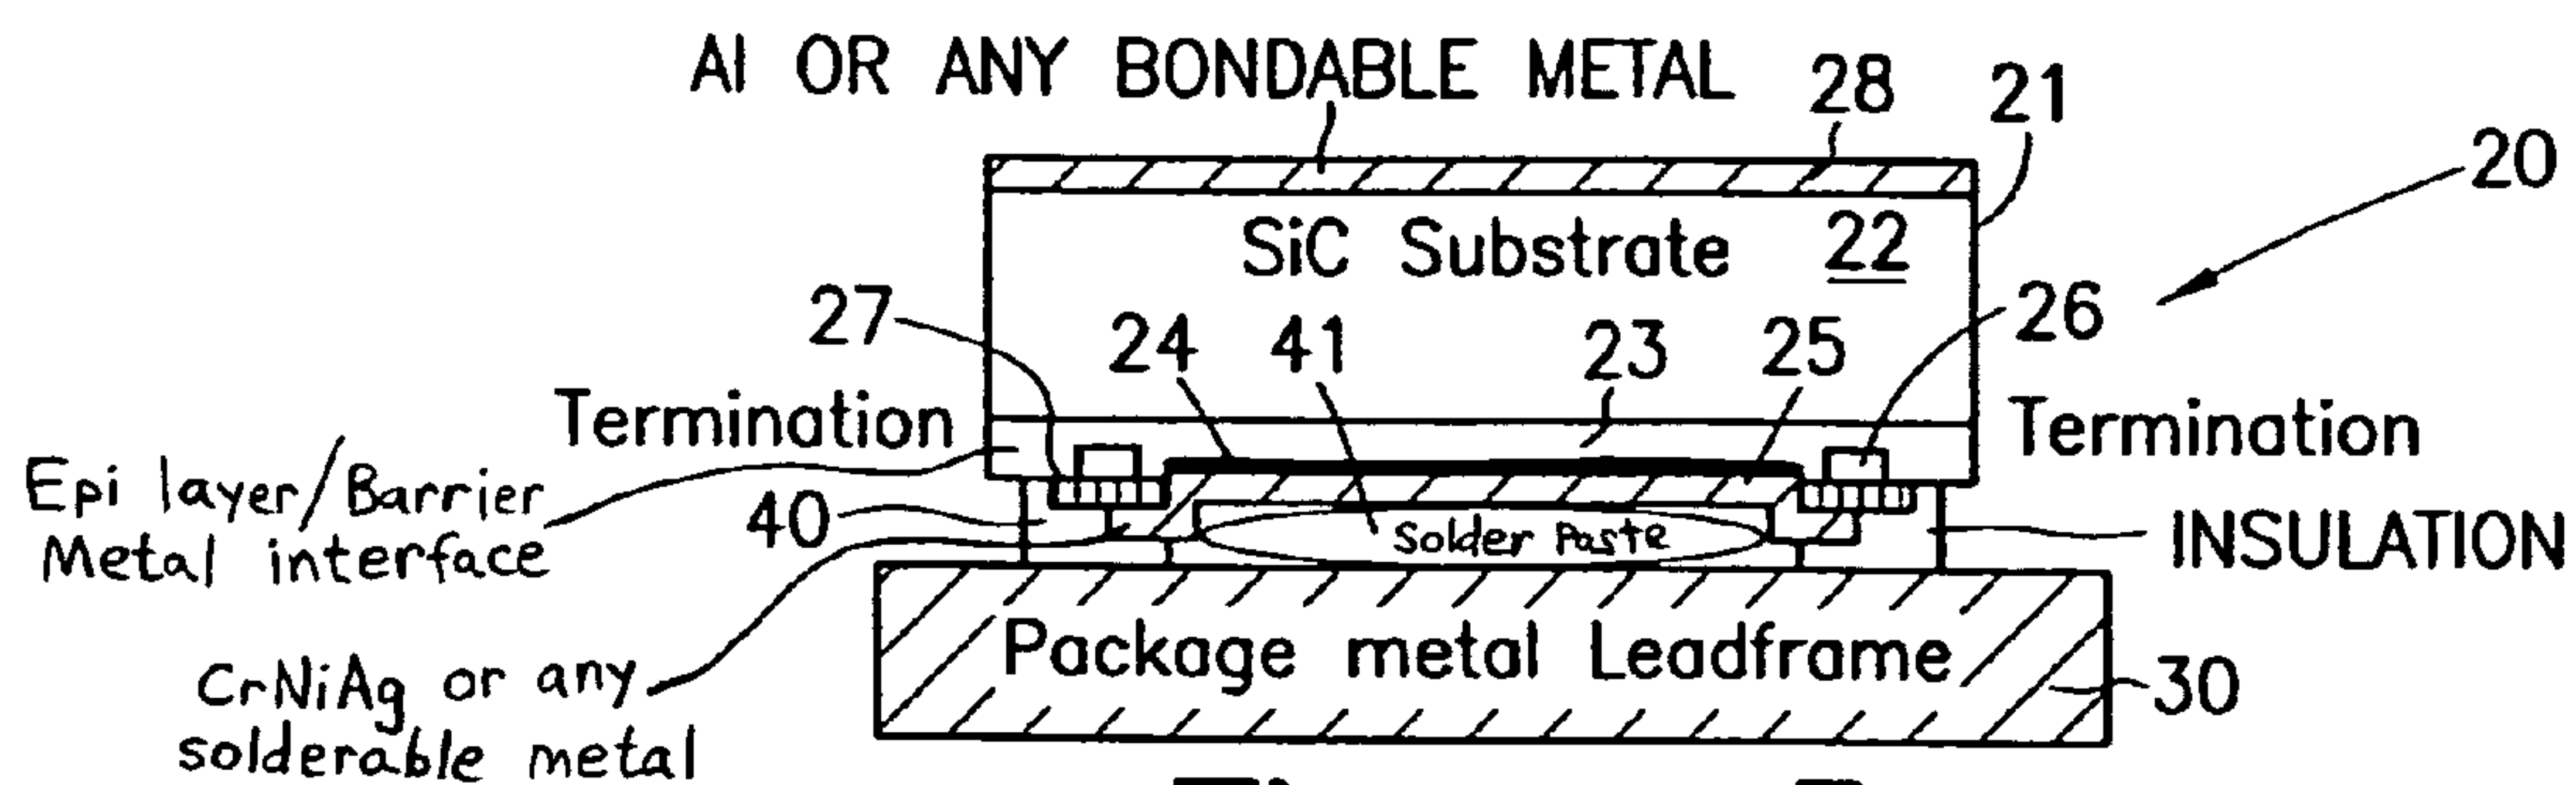 Al OR ANY BONDABLE METAL
28
21
20
SiC Substrate 22
27
24
41
23
25
26
Termination
Termination
Epi layer/Barrier
Metal interface
40
Solder Paste
INSULATION
Package metal Leadframe
30
CrNiAg or any
solderable metal